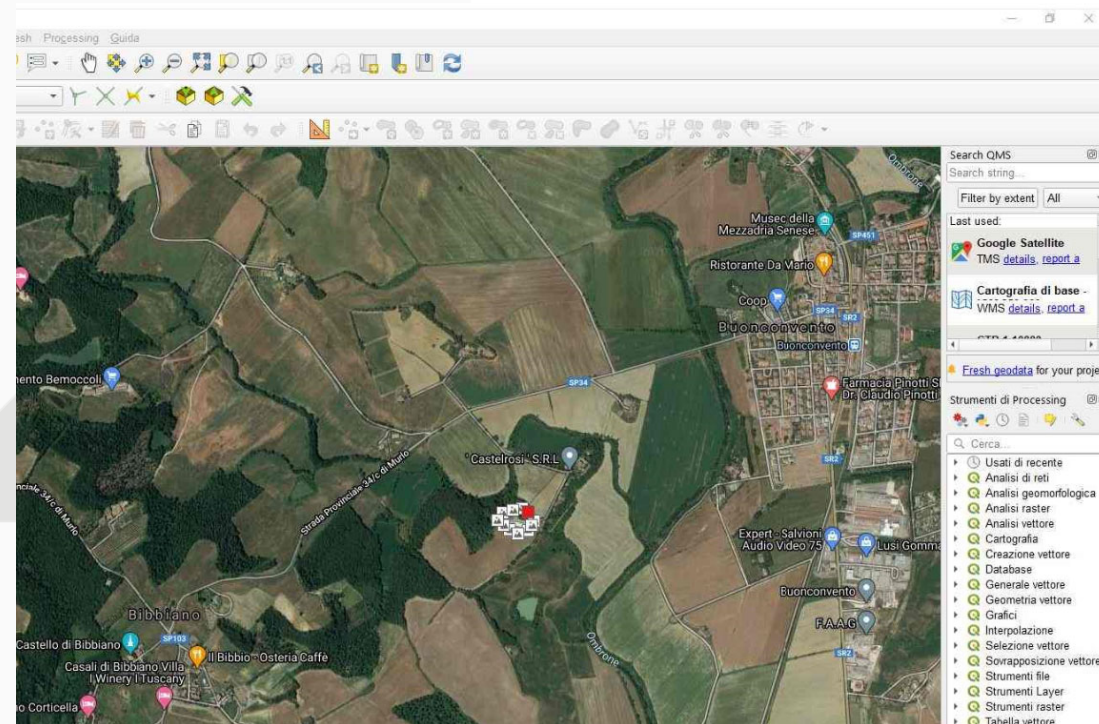 esh Processing Guida
Search QMS
Search string...
Filter by extent All
Last used:
Google Satellite
TMS details, report a
Cartografia di base -
WMS details, report a
Fresh geodata for your proje
Strumenti di Processing
Cerca...
Usati di recente
Analisi di reti
Analisi geomorfologica
Analisi raster
Analisi vettore
Cartografia
Creazione vettore
Database
Generale vettore
Geometria vettore
Grafici
Interpolazione
Selezione vettore
Sovrapposizione vettore
Strumenti file
Strumenti Layer
Strumenti raster
Tabella vettore
Ombrone
Musec della
Mezzadria Senese
SP451
Ristorante Da Mario
Coop
SP34
SR2
Buonconvento
Buonconvento
Farmacia Pinotti S
Dr. Claudio Pinotti
ento Bemoccoli
SP34
'Castelrosi' S.R.L
SR2
Strada Provinciale 34/c di Murlo
nciale 34/c di Murlo
Expert - Salvioni
Audio Video 75
Lusi Gomma
Buonconvento
F.A.A.G
SR2
Ombrone
Bibbiano
SP103
Castello di Bibbiano
Il Bibbio - Osteria Caffè
Casali di Bibbiano Villa
| Winery | Tuscany
o Corticella